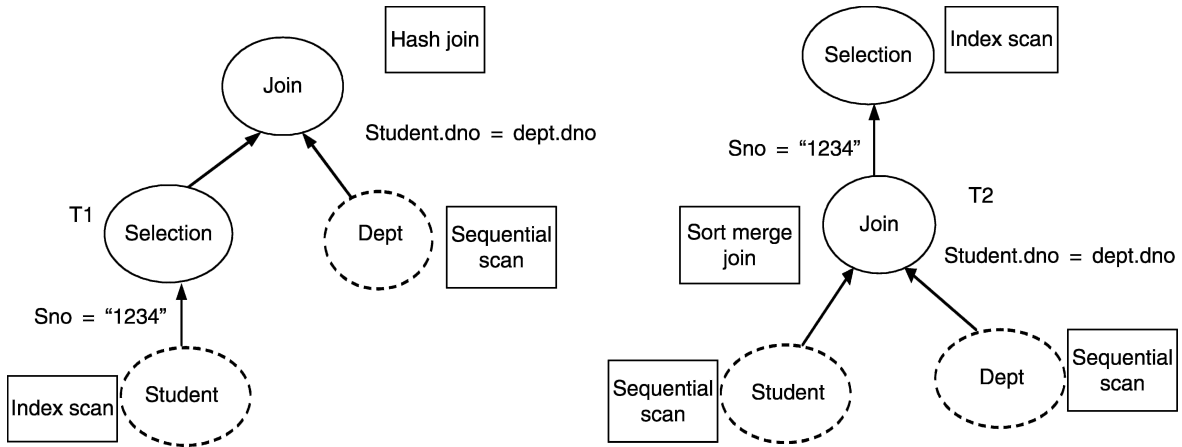 Hash join
Join
Student.dno = dept.dno
T1
Selection
Dept
Sequential
scan
Sno = “1234”
Index scan
Student
Selection
Index scan
Sno = “1234”
T2
Sort merge
join
Join
Student.dno = dept.dno
Sequential
scan
Student
Dept
Sequential
scan